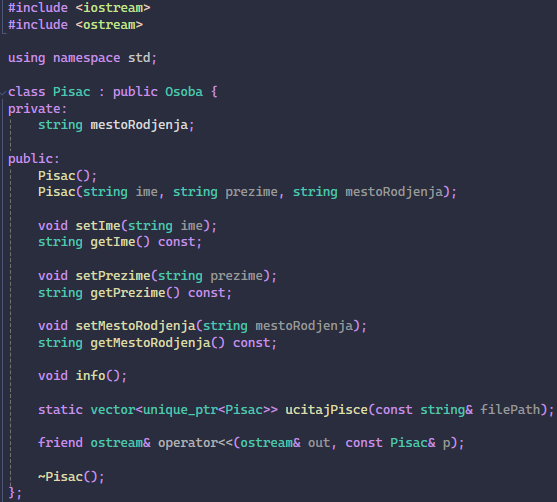 #include <iostream>
#include <ostream>
using namespace std;
class Pisac : public Osoba {
private:
string mestoRodjenja;
public:
Pisac();
Pisac(string ime, string prezime, string mestoRodjenja);
void setIme(string ime);
string getIme() const;
void setPrezime(string prezime);
string getPrezime() const;
void setMestoRodjenja(string mestoRodjenja);
string getMestoRodjenja() const;
void info();
static vector<unique_ptr<Pisac>> ucitajPisce(const string& filePath);
friend ostream& operator<<(ostream& out, const Pisac& p);
~Pisac();
};